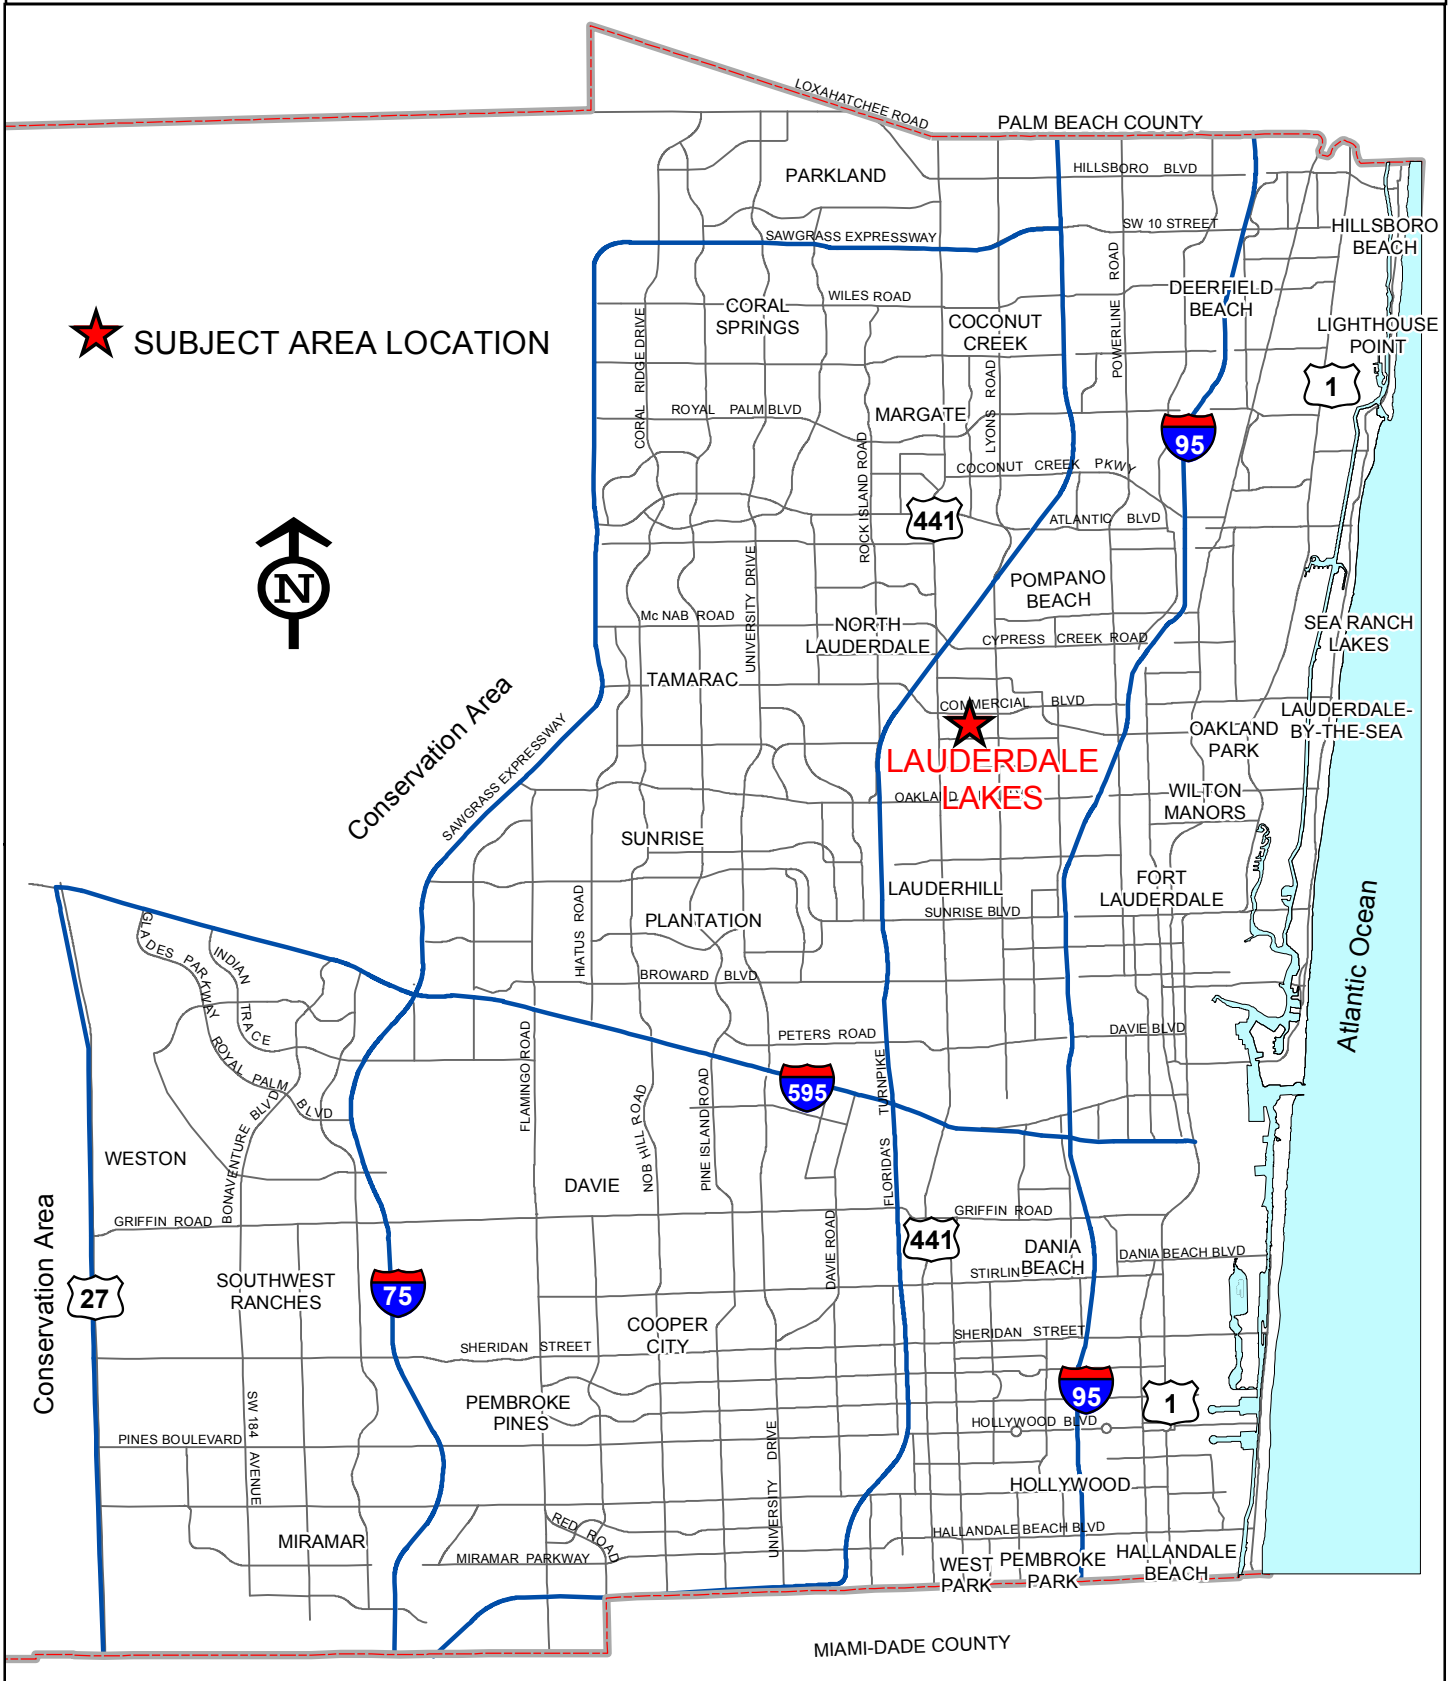 LOXAHATCHEE ROAD
PALM BEACH COUNTY
HILLSBORO BLVD
PARKLAND
SW 10 STREET
HILLSBORO
BEACH
SAWGRASS EXPRESSWAY
ROAD
POWERLINE
DEERFIELD
BEACH
WILES ROAD
CORAL
SPRINGS
COCONUT
CREEK
LIGHTHOUSE
POINT
SUBJECT AREA LOCATION
CORAL RIDGE DRIVE
1
LYONS ROAD
ROYAL PALM BLVD
MARGATE
95
ROCK ISLAND ROAD
COCONUT CREEK PKWY
441
ATLANTIC BLVD
N
UNIVERSITY DRIVE
POMPANO
BEACH
Mc NAB ROAD
NORTH
LAUDERDALE
SEA RANCH
LAKES
CYPRESS CREEK ROAD
TAMARAC
Conservation Area
COMMERCIAL BLVD
LAUDERDALE-
BY-THE-SEA
OAKLAND
PARK
SAWGRASS EXPRESSWAY
LAUDERDALE
LAKES
OAKLAND
WILTON
MANORS
SUNRISE
LAUDERHILL
FORT
LAUDERDALE
SUNRISE BLVD
HIATUS ROAD
PLANTATION
Atlantic Ocean
GLADES PARKWAY
INDIAN TRACE
BROWARD BLVD
PETERS ROAD
DAVIE BLVD
FLAMINGO ROAD
ROYAL PALM BLVD
595
FLORIDA'S TURNPIKE
NOB HILL ROAD
PINE ISLAND ROAD
BONAVENTURE BLVD
WESTON
DAVIE
Conservation Area
GRIFFIN ROAD
GRIFFIN ROAD
DAVIE ROAD
441
DANIA
BEACH
DANIA BEACH BLVD
STIRLIN
27
SOUTHWEST
RANCHES
75
COOPER
CITY
SHERIDAN STREET
SHERIDAN STREET
95
1
SW 184 AVENUE
PEMBROKE
PINES
HOLLYWOOD BLVD
PINES BOULEVARD
UNIVERSITY DRIVE
HOLLYWOOD
RED ROAD
MIRAMAR
MIRAMAR PARKWAY
HALLANDALE BEACH BLVD
WEST
PARK
PEMBROKE
PARK
HALLANDALE
BEACH
MIAMI-DADE COUNTY